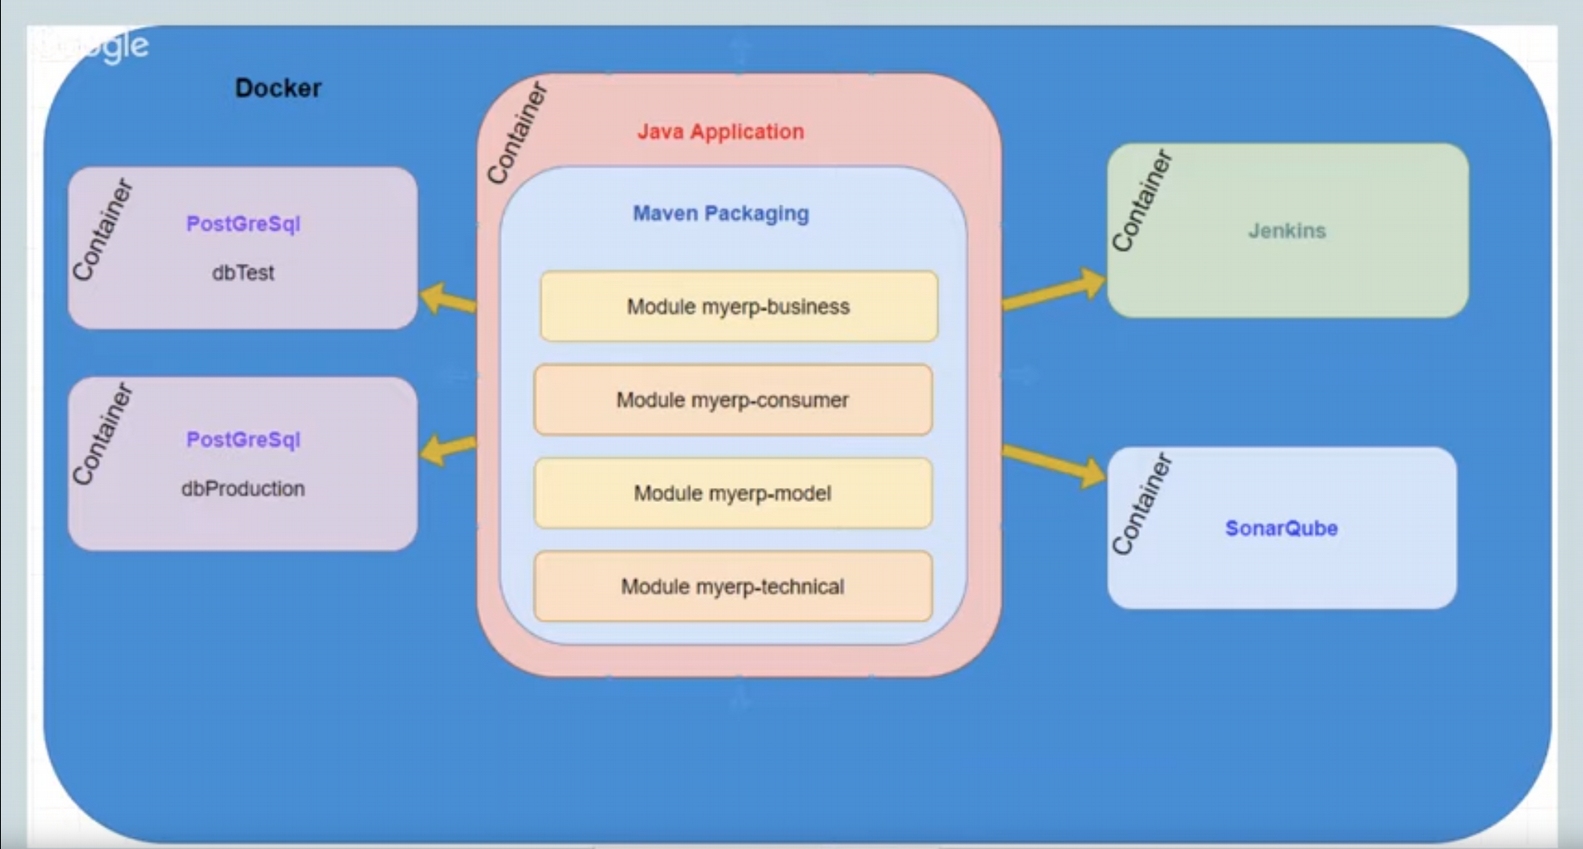 Google
Docker
Container
PostGreSql
dbTest
Container
PostGreSql
dbProduction
Container
Java Application
Maven Packaging
Module myerp-business
Module myerp-consumer
Module myerp-model
Module myerp-technical
Container
Jenkins
Container
SonarQube